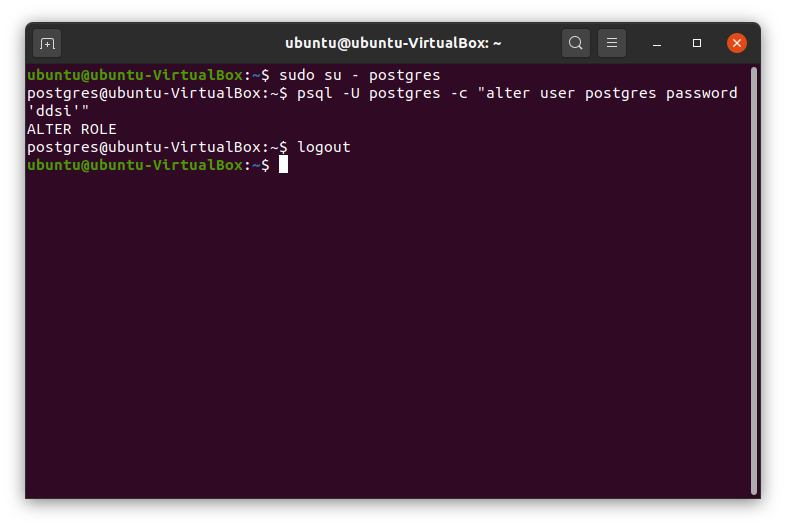 ubuntu@ubuntu-VirtualBox: ~
ubuntu@ubuntu-VirtualBox:~$ sudo su - postgres
postgres@ubuntu-VirtualBox:~$ psql -U postgres -c "alter user postgres password
'ddsi'"
ALTER ROLE
postgres@ubuntu-VirtualBox:~$ logout
ubuntu@ubuntu-VirtualBox:~$